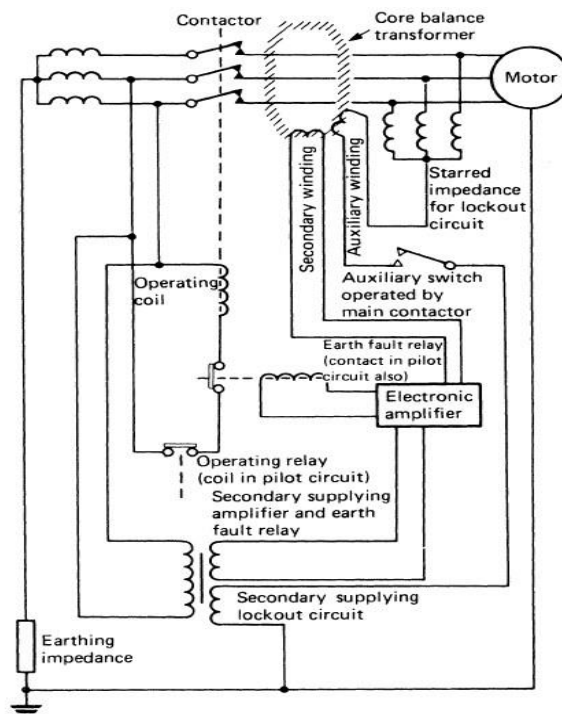 Contactor
Core balance
transformer
Motor
Secondary winding
Auxiliary winding
Starred impedance
for lockout
circuit
Operating
coil
Auxiliary switch
operated by
main contactor
Earth fault relay
(contact in pilot
circuit also)
Electronic
amplifier
Operating relay
(coil in pilot circuit)
Secondary supplying
amplifier and earth
fault relay
Secondary supplying
lockout circuit
Earthing
impedance